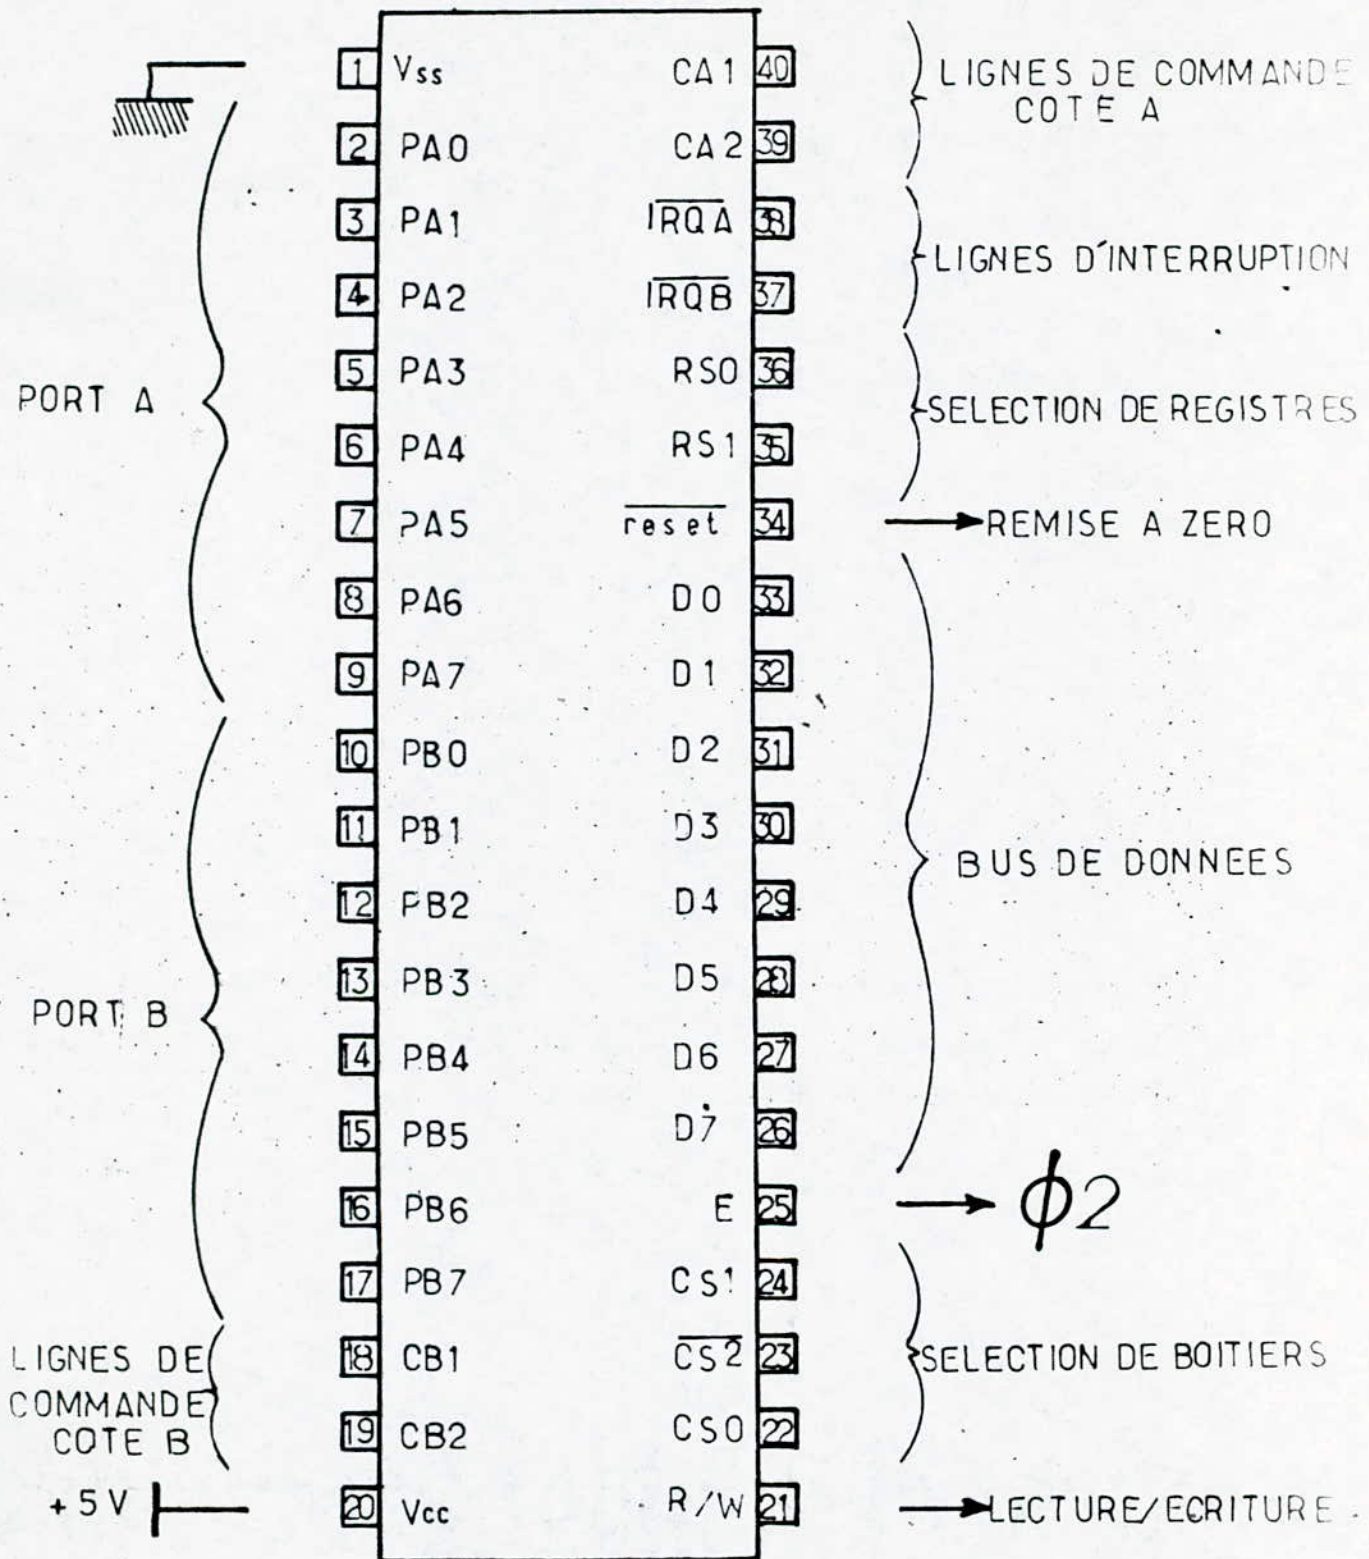 1 Vss CA1 40
2 PA0 CA2 39
3 PA1 IRQA 38
4 PA2 IRQB 37
5 PA3 RS0 36
6 PA4 RS1 35
7 PA5 reset 34
8 PA6 D0 33
9 PA7 D1 32
10 PB0 D2 31
11 PB1 D3 30
12 PB2 D4 29
13 PB3 D5 28
14 PB4 D6 27
15 PB5 D7 26
16 PB6 E 25
17 PB7 CS1 24
18 CB1 CS2 23
19 CB2 CS0 22
20 Vcc R/W 21
PORT A
PORT B
LIGNES DE
COMMANDE
COTE B
+5V
LIGNES DE COMMANDE
COTE A
LIGNES D'INTERRUPTION
SELECTION DE REGISTRES
REMISE A ZERO
BUS DE DONNEES
ϕ2
SELECTION DE BOITIERS
LECTURE/ECRITURE